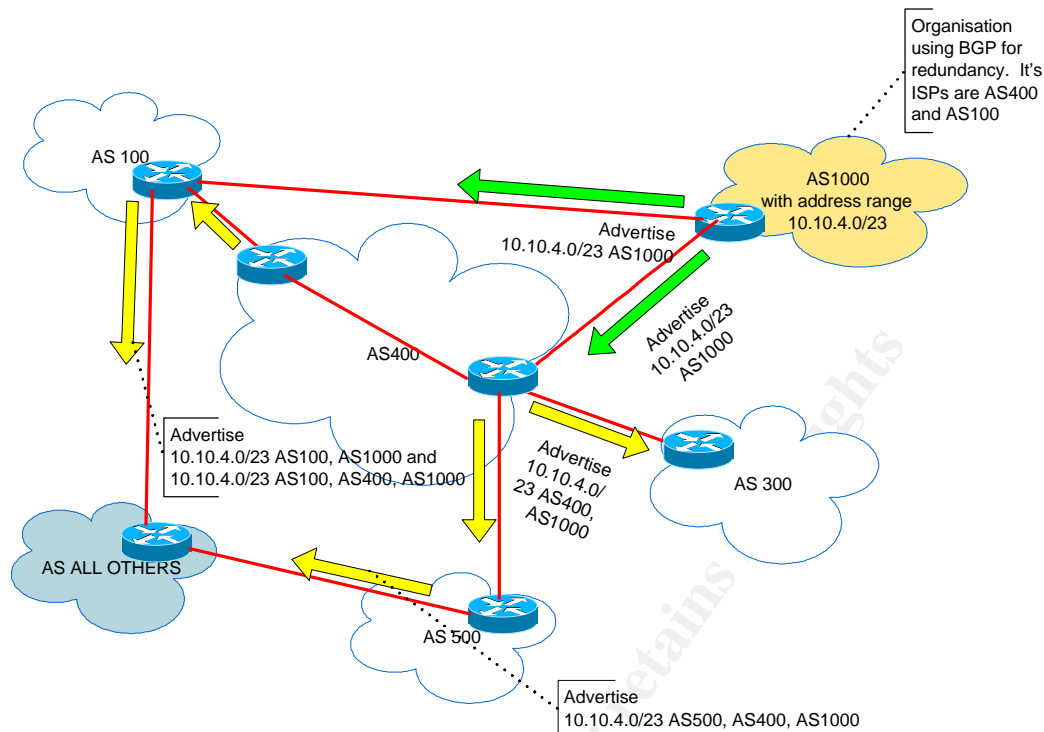 Organisation
using BGP for
redundancy.  It's
ISPs are AS400
and AS100
AS 100
AS1000
with address range
10.10.4.0/23
Advertise
10.10.4.0/23 AS1000
Advertise
10.10.4.0/23
AS1000
AS400
Advertise
10.10.4.0/23 AS100, AS1000 and
10.10.4.0/23 AS100, AS400, AS1000
Advertise
10.10.4.0/
23 AS400,
AS1000
AS 300
AS ALL OTHERS
AS 500
Advertise
10.10.4.0/23 AS500, AS400, AS1000
retains
ghts